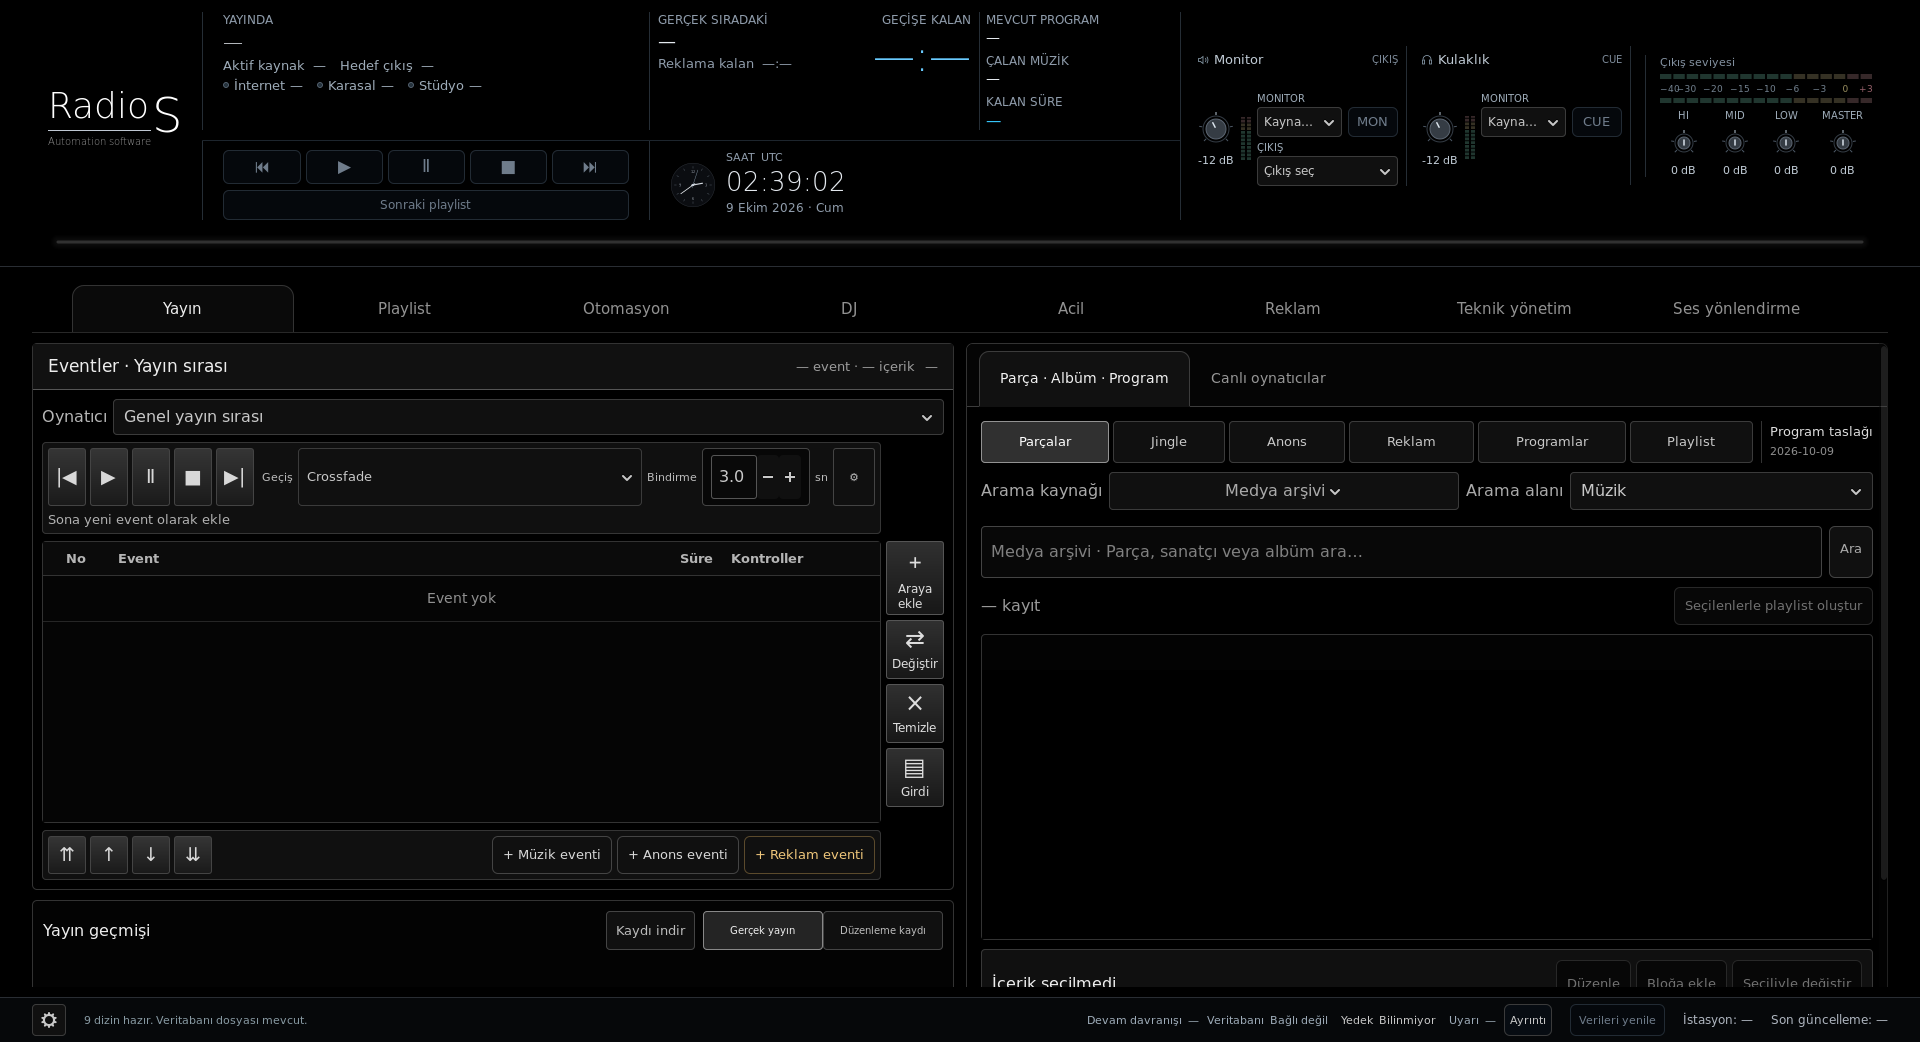 RadioS
Automation software
YAYINDA
—
Aktif kaynak — Hedef çıkış —
İnternet — Karasal — Stüdyo —
GERÇEK SIRADAKİ
—
Reklama kalan —:—
GEÇİŞE KALAN
—:—
MEVCUT PROGRAM
—
ÇALAN MÜZİK
—
KALAN SÜRE
—
Sonraki playlist
SAAT UTC
02:39:02
9 Ekim 2026 · Cum
Monitor ÇIKIŞ
MONITOR
Kayna... MON
-12 dB
ÇIKIŞ
Çıkış seç
Kulaklık CUE
MONITOR
Kayna... CUE
-12 dB
Çıkış seviyesi
−40 −30 −20 −15 −10 −6 −3 0 +3
HI MID LOW MASTER
0 dB 0 dB 0 dB 0 dB
Yayın Playlist Otomasyon DJ Acil Reklam Teknik yönetim Ses yönlendirme
Eventler · Yayın sırası — event · — içerik —
Oynatıcı Genel yayın sırası
Geçiş Crossfade Bindirme 3.0 − + sn
Sona yeni event olarak ekle
No Event Süre Kontroller
Event yok
+
Araya
ekle
Değiştir
Temizle
Girdi
+ Müzik eventi + Anons eventi + Reklam eventi
Yayın geçmişi Kaydı indir Gerçek yayın Düzenleme kaydı
Parça · Albüm · Program Canlı oynatıcılar
Parçalar Jingle Anons Reklam Programlar Playlist
Program taslağı
2026-10-09
Arama kaynağı Medya arşivi Arama alanı Müzik
Medya arşivi · Parça, sanatçı veya albüm ara... Ara
— kayıt Seçilenlerle playlist oluştur
İçerik seçilmedi Düzenle Bloğa ekle Seçiliyle değiştir
9 dizin hazır. Veritabanı dosyası mevcut. Devam davranışı — Veritabanı Bağlı değil Yedek Bilinmiyor Uyarı — Ayrıntı Verileri yenile İstasyon: — Son güncelleme: —